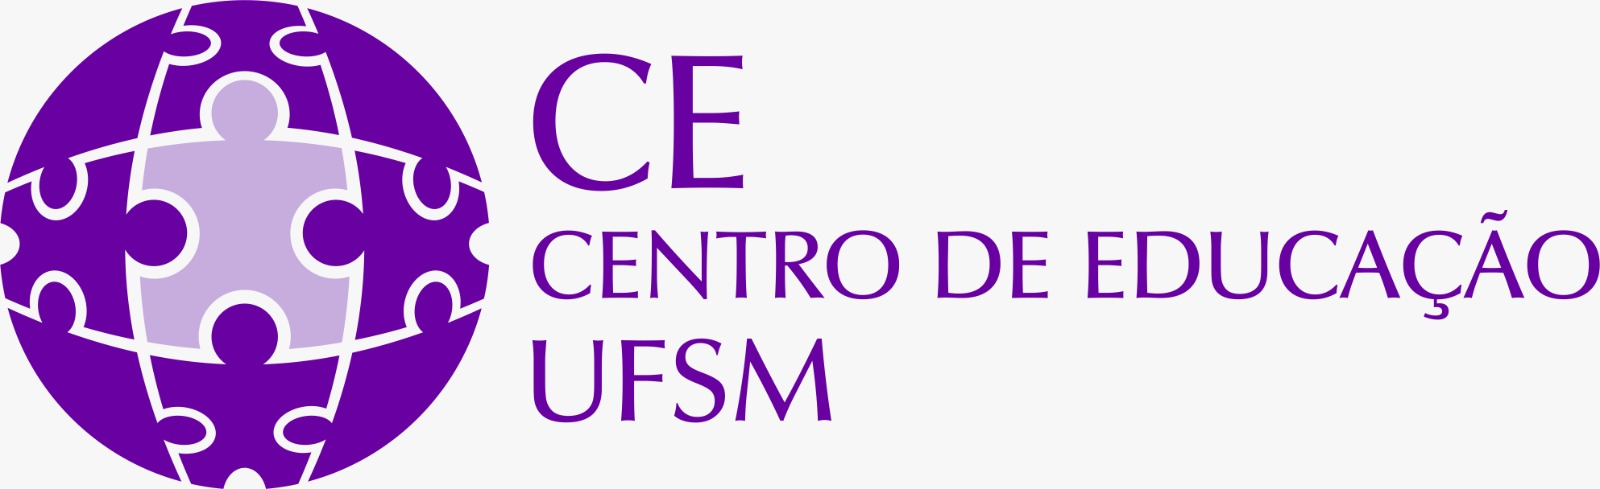 CE
CENTRO DE EDUCAÇÃO
UFSM